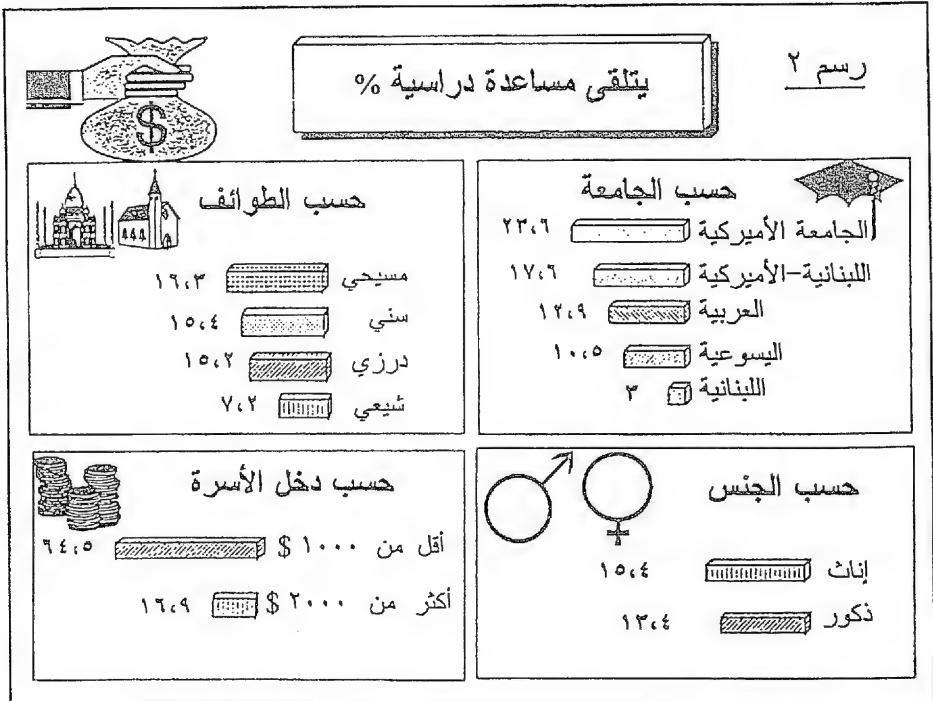 رسم ٢
يتلقى مساعدة دراسية %
حسب الجامعة
الجامعة الأميركية ٢٣،٦
اللبنانية-الأميركية ١٧،٦
العربية ١٢،٩
اليسوعية ١٠،٥
اللبنانية ٣
حسب الطوائف
مسيحي ١٦،٣
سني ١٥،٤
درزي ١٥،٢
شيعي ٧،٢
حسب الجنس
إناث ١٥،٤
ذكور ١٣،٤
حسب دخل الأسرة
أقل من ١٠٠٠ $ ٦٤،٥
أكثر من ٢٠٠٠ $ ١٦،٩
$